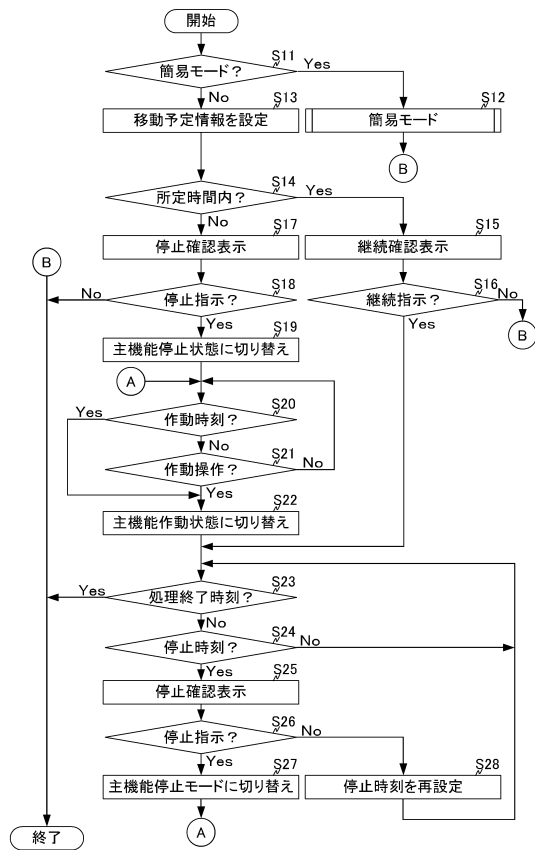 開始
S11
簡易モード？
Yes
No
S13
移動予定情報を設定
S12
簡易モード
B
S14
所定時間内？
Yes
No
S17
停止確認表示
S15
継続確認表示
B
S18
停止指示？
No
Yes
S16
継続指示？
No
Yes
B
S19
主機能停止状態に切り替え
A
S20
作動時刻？
Yes
No
S21
作動操作？
No
Yes
S22
主機能作動状態に切り替え
S23
処理終了時刻？
Yes
No
S24
停止時刻？
No
Yes
S25
停止確認表示
S26
停止指示？
No
Yes
S27
主機能停止モードに切り替え
S28
停止時刻を再設定
終了
A